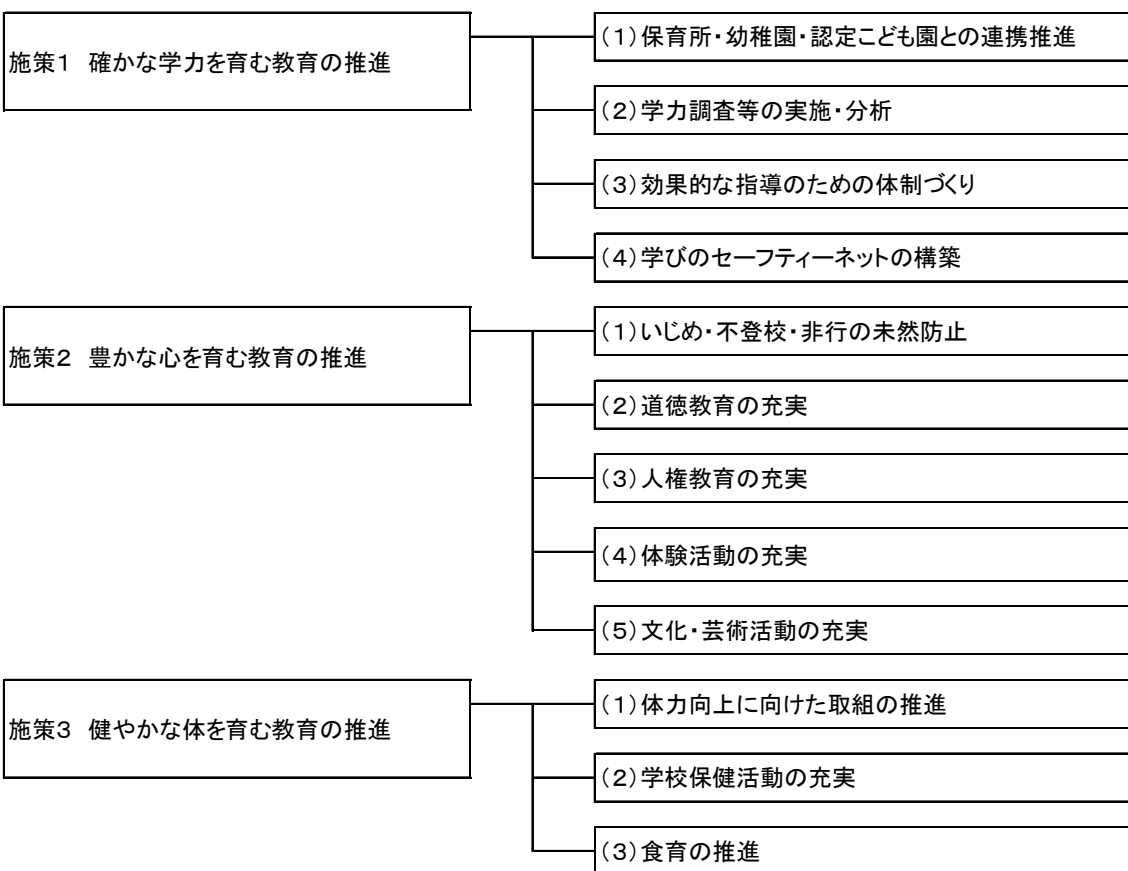 施策1 確かな学力を育む教育の推進
(1)保育所・幼稚園・認定こども園との連携推進
(2)学力調査等の実施・分析
(3)効果的な指導のための体制づくり
(4)学びのセーフティーネットの構築
施策2 豊かな心を育む教育の推進
(1)いじめ・不登校・非行の未然防止
(2)道徳教育の充実
(3)人権教育の充実
(4)体験活動の充実
(5)文化・芸術活動の充実
施策3 健やかな体を育む教育の推進
(1)体力向上に向けた取組の推進
(2)学校保健活動の充実
(3)食育の推進